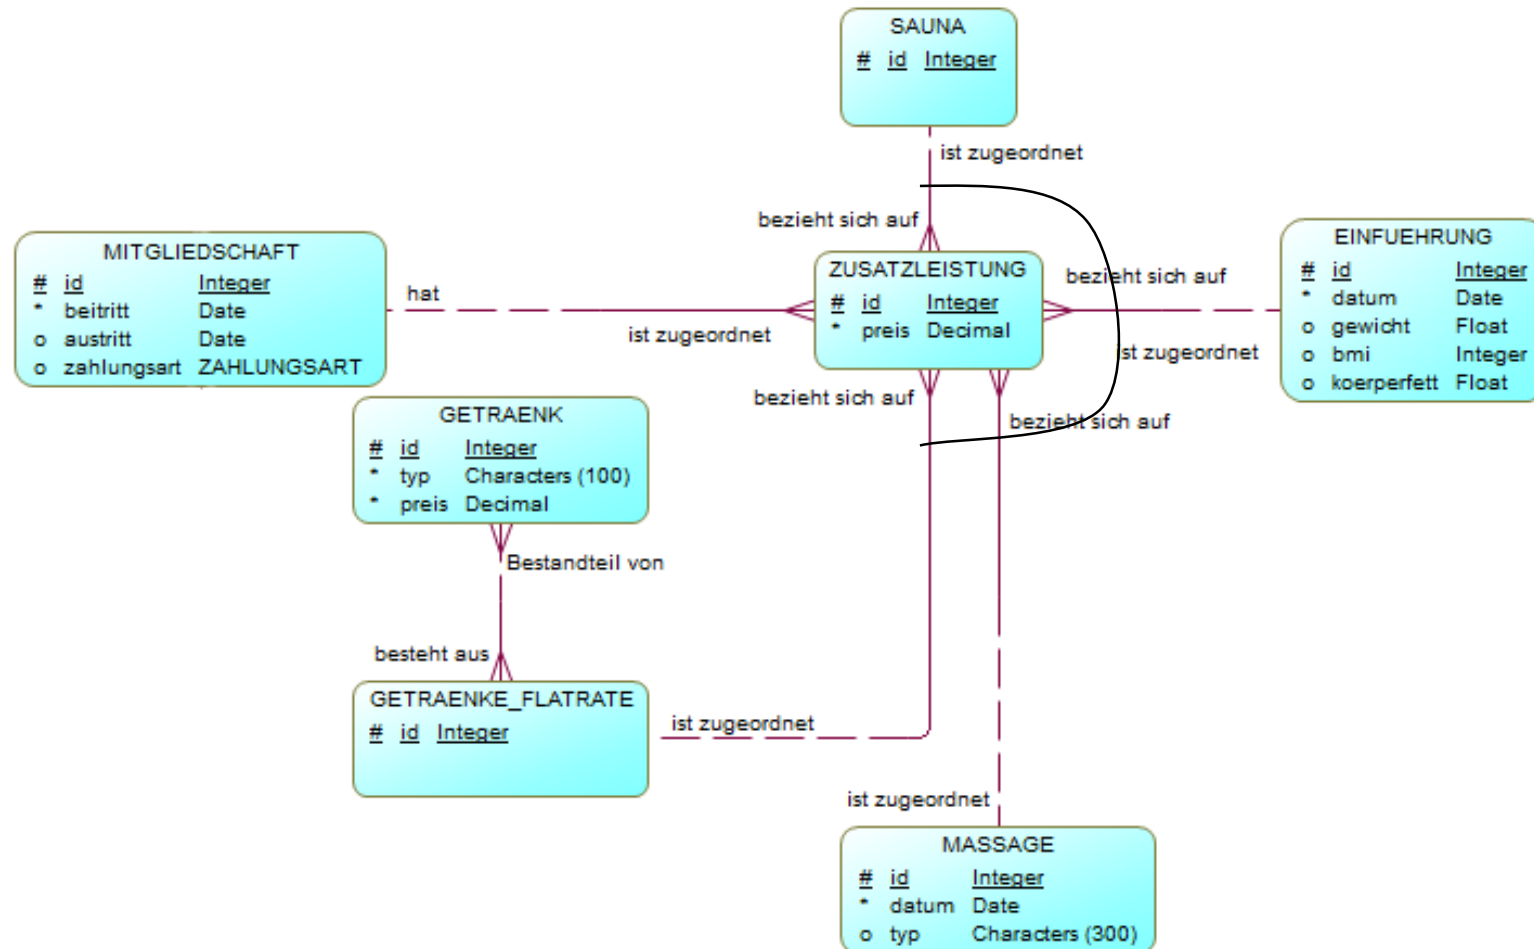 SAUNA
# id Integer
ist zugeordnet
bezieht sich auf
MITGLIEDSCHAFT
# id Integer
* beitritt Date
o austritt Date
o zahlungsart ZAHLUNGSART
hat
ist zugeordnet
ZUSATZLEISTUNG
# id Integer
* preis Decimal
bezieht sich auf
ist zugeordnet
EINFUEHRUNG
# id Integer
* datum Date
o gewicht Float
o bmi Integer
o koerperfett Float
bezieht sich auf
bezieht sich auf
GETRAENK
# id Integer
* typ Characters (100)
* preis Decimal
Bestandteil von
besteht aus
GETRAENKE_FLATRATE
# id Integer
ist zugeordnet
ist zugeordnet
MASSAGE
# id Integer
* datum Date
o typ Characters (300)